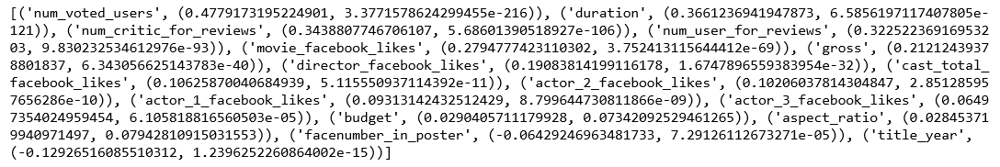 [('num_voted_users', (0.4779173195224901, 3.3771578624299455e-216)), ('duration', (0.3661236941947873, 6.5856197117407805e-
121)), ('num_critic_for_reviews', (0.3438807746706107, 5.68601390518927e-106)), ('num_user_for_reviews', (0.322522369169532
03, 9.830232534612976e-93)), ('movie_facebook_likes', (0.2794777423110302, 3.752413115644412e-69)), ('gross', (0.2121243937
8801837, 6.343056625143783e-40)), ('director_facebook_likes', (0.19083814199116178, 1.6747896559383954e-32)), ('cast_total_
facebook_likes', (0.10625870040684939, 5.115550937114392e-11)), ('actor_2_facebook_likes', (0.10206037814304847, 2.85128595
7656286e-10)), ('actor_1_facebook_likes', (0.09313142432512429, 8.799644730811866e-09)), ('actor_3_facebook_likes', (0.0649
7354024959454, 6.105818816560503e-05)), ('budget', (0.0290405711179928, 0.07342092529461265)), ('aspect_ratio', (0.02845371
9940971497, 0.07942810915031553)), ('facenumber_in_poster', (-0.06429246963481733, 7.29126112673271e-05)), ('title_year',
(-0.12926516085510312, 1.2396252260864002e-15))]